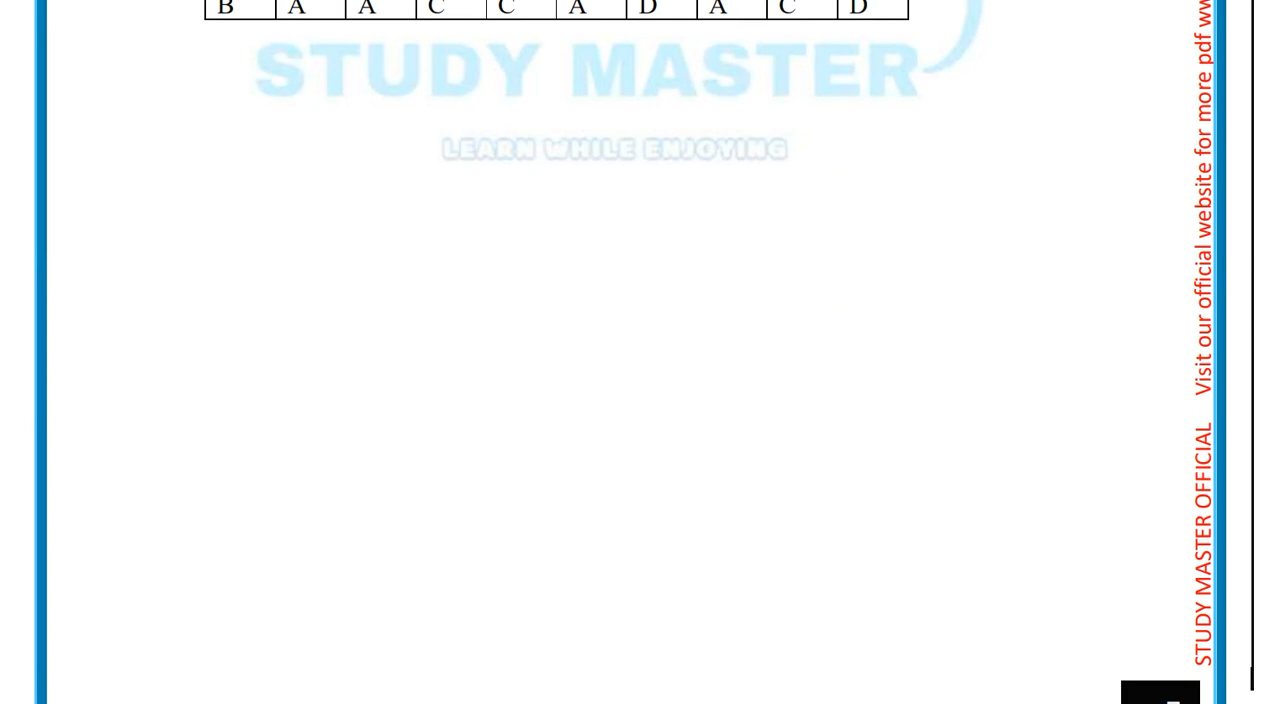 B A A C C A D A C D
STUDY MASTER
LEARN WHILE ENJOYING
STUDY MASTER OFFICIAL Visit our official website for more pdf